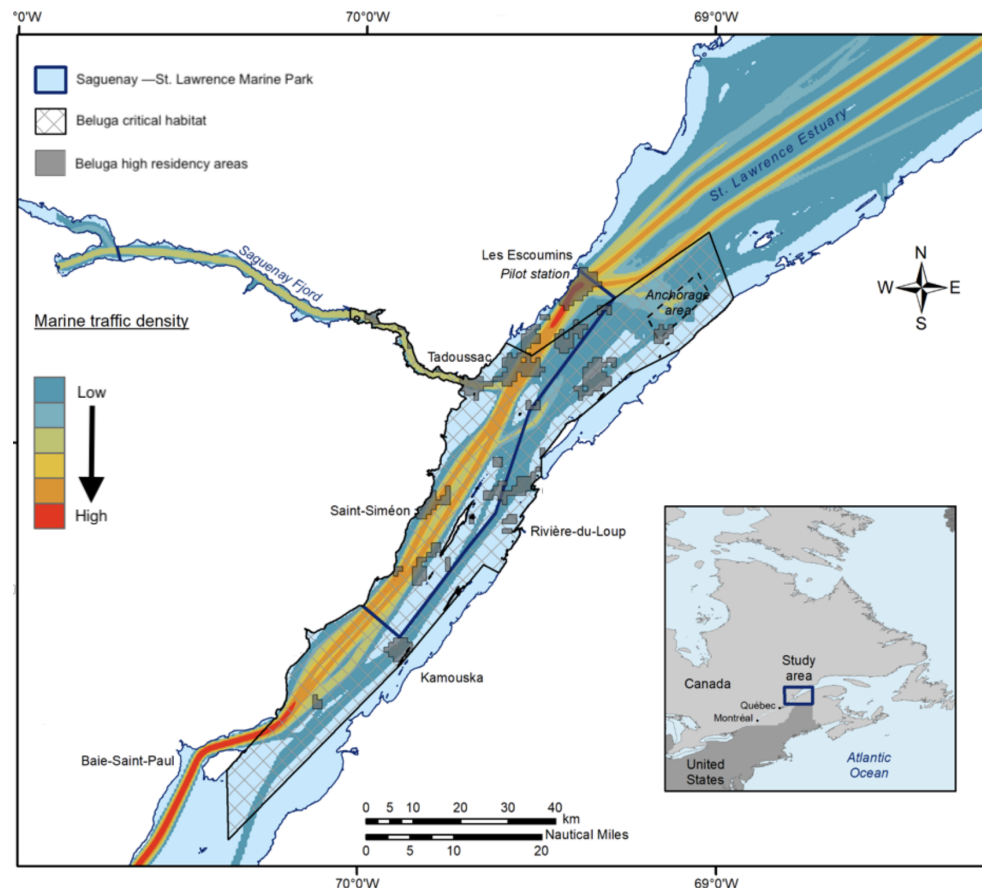 °W
70°0'W
69°0'W
Saguenay —St. Lawrence Marine Park
Beluga critical habitat
Beluga high residency areas
St. Lawrence Estuary
Saguenay Fjord
Les Escoumins
Pilot station
Anchorage
area
N
W
E
S
Marine traffic density
Low
High
Tadoussac
Saint-Siméon
Rivière-du-Loup
Kamouska
Baie-Saint-Paul
Study
area
Canada
Québec
Montréal
United
States
Atlantic
Ocean
0 5 10 20 30 40
km
Nautical Miles
0 5 10 20
70°0'W
69°0'W